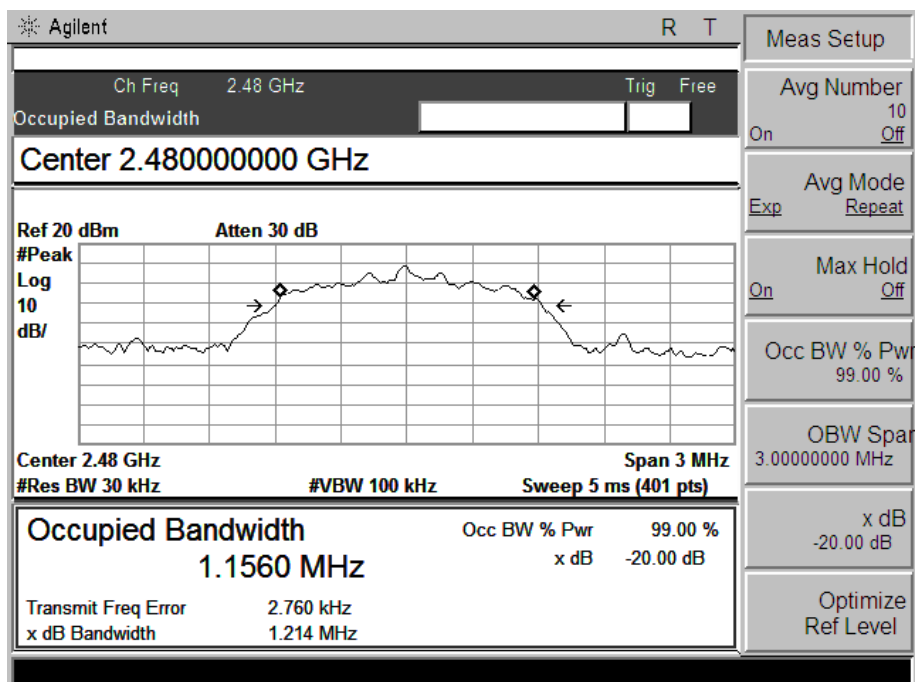 Agilent R T
Ch Freq 2.48 GHz Trig Free
Occupied Bandwidth
Center 2.480000000 GHz
Ref 20 dBm Atten 30 dB
#Peak
Log
10
dB/
Center 2.48 GHz Span 3 MHz
#Res BW 30 kHz #VBW 100 kHz Sweep 5 ms (401 pts)
Occupied Bandwidth Occ BW % Pwr 99.00 %
1.1560 MHz x dB -20.00 dB
Transmit Freq Error 2.760 kHz
x dB Bandwidth 1.214 MHz
Meas Setup
Avg Number
10
On Off
Avg Mode
Exp Repeat
Max Hold
On Off
Occ BW % Pwr
99.00 %
OBW Span
3.00000000 MHz
x dB
-20.00 dB
Optimize
Ref Level